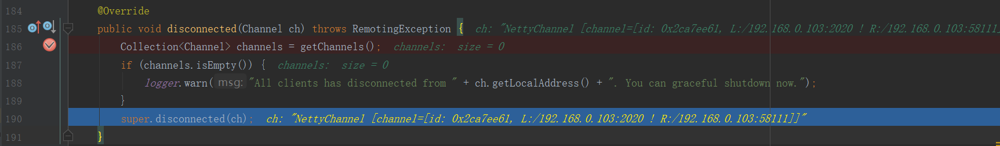 184 @Override
185 public void disconnected(Channel ch) throws RemotingException { ch: "NettyChannel [channel=[id: 0x2ca7ee61, L:/192.168.0.103:2020 ! R:/192.168.0.103:58111]
186 Collection<Channel> channels = getChannels(); channels: size = 0
187 if (channels.isEmpty()) { channels: size = 0
188 logger.warn( msg: "All clients has disconnected from " + ch.getLocalAddress() + ". You can graceful shutdown now.");
189 }
190 super.disconnected(ch); ch: "NettyChannel [channel=[id: 0x2ca7ee61, L:/192.168.0.103:2020 ! R:/192.168.0.103:58111]]"
191 }